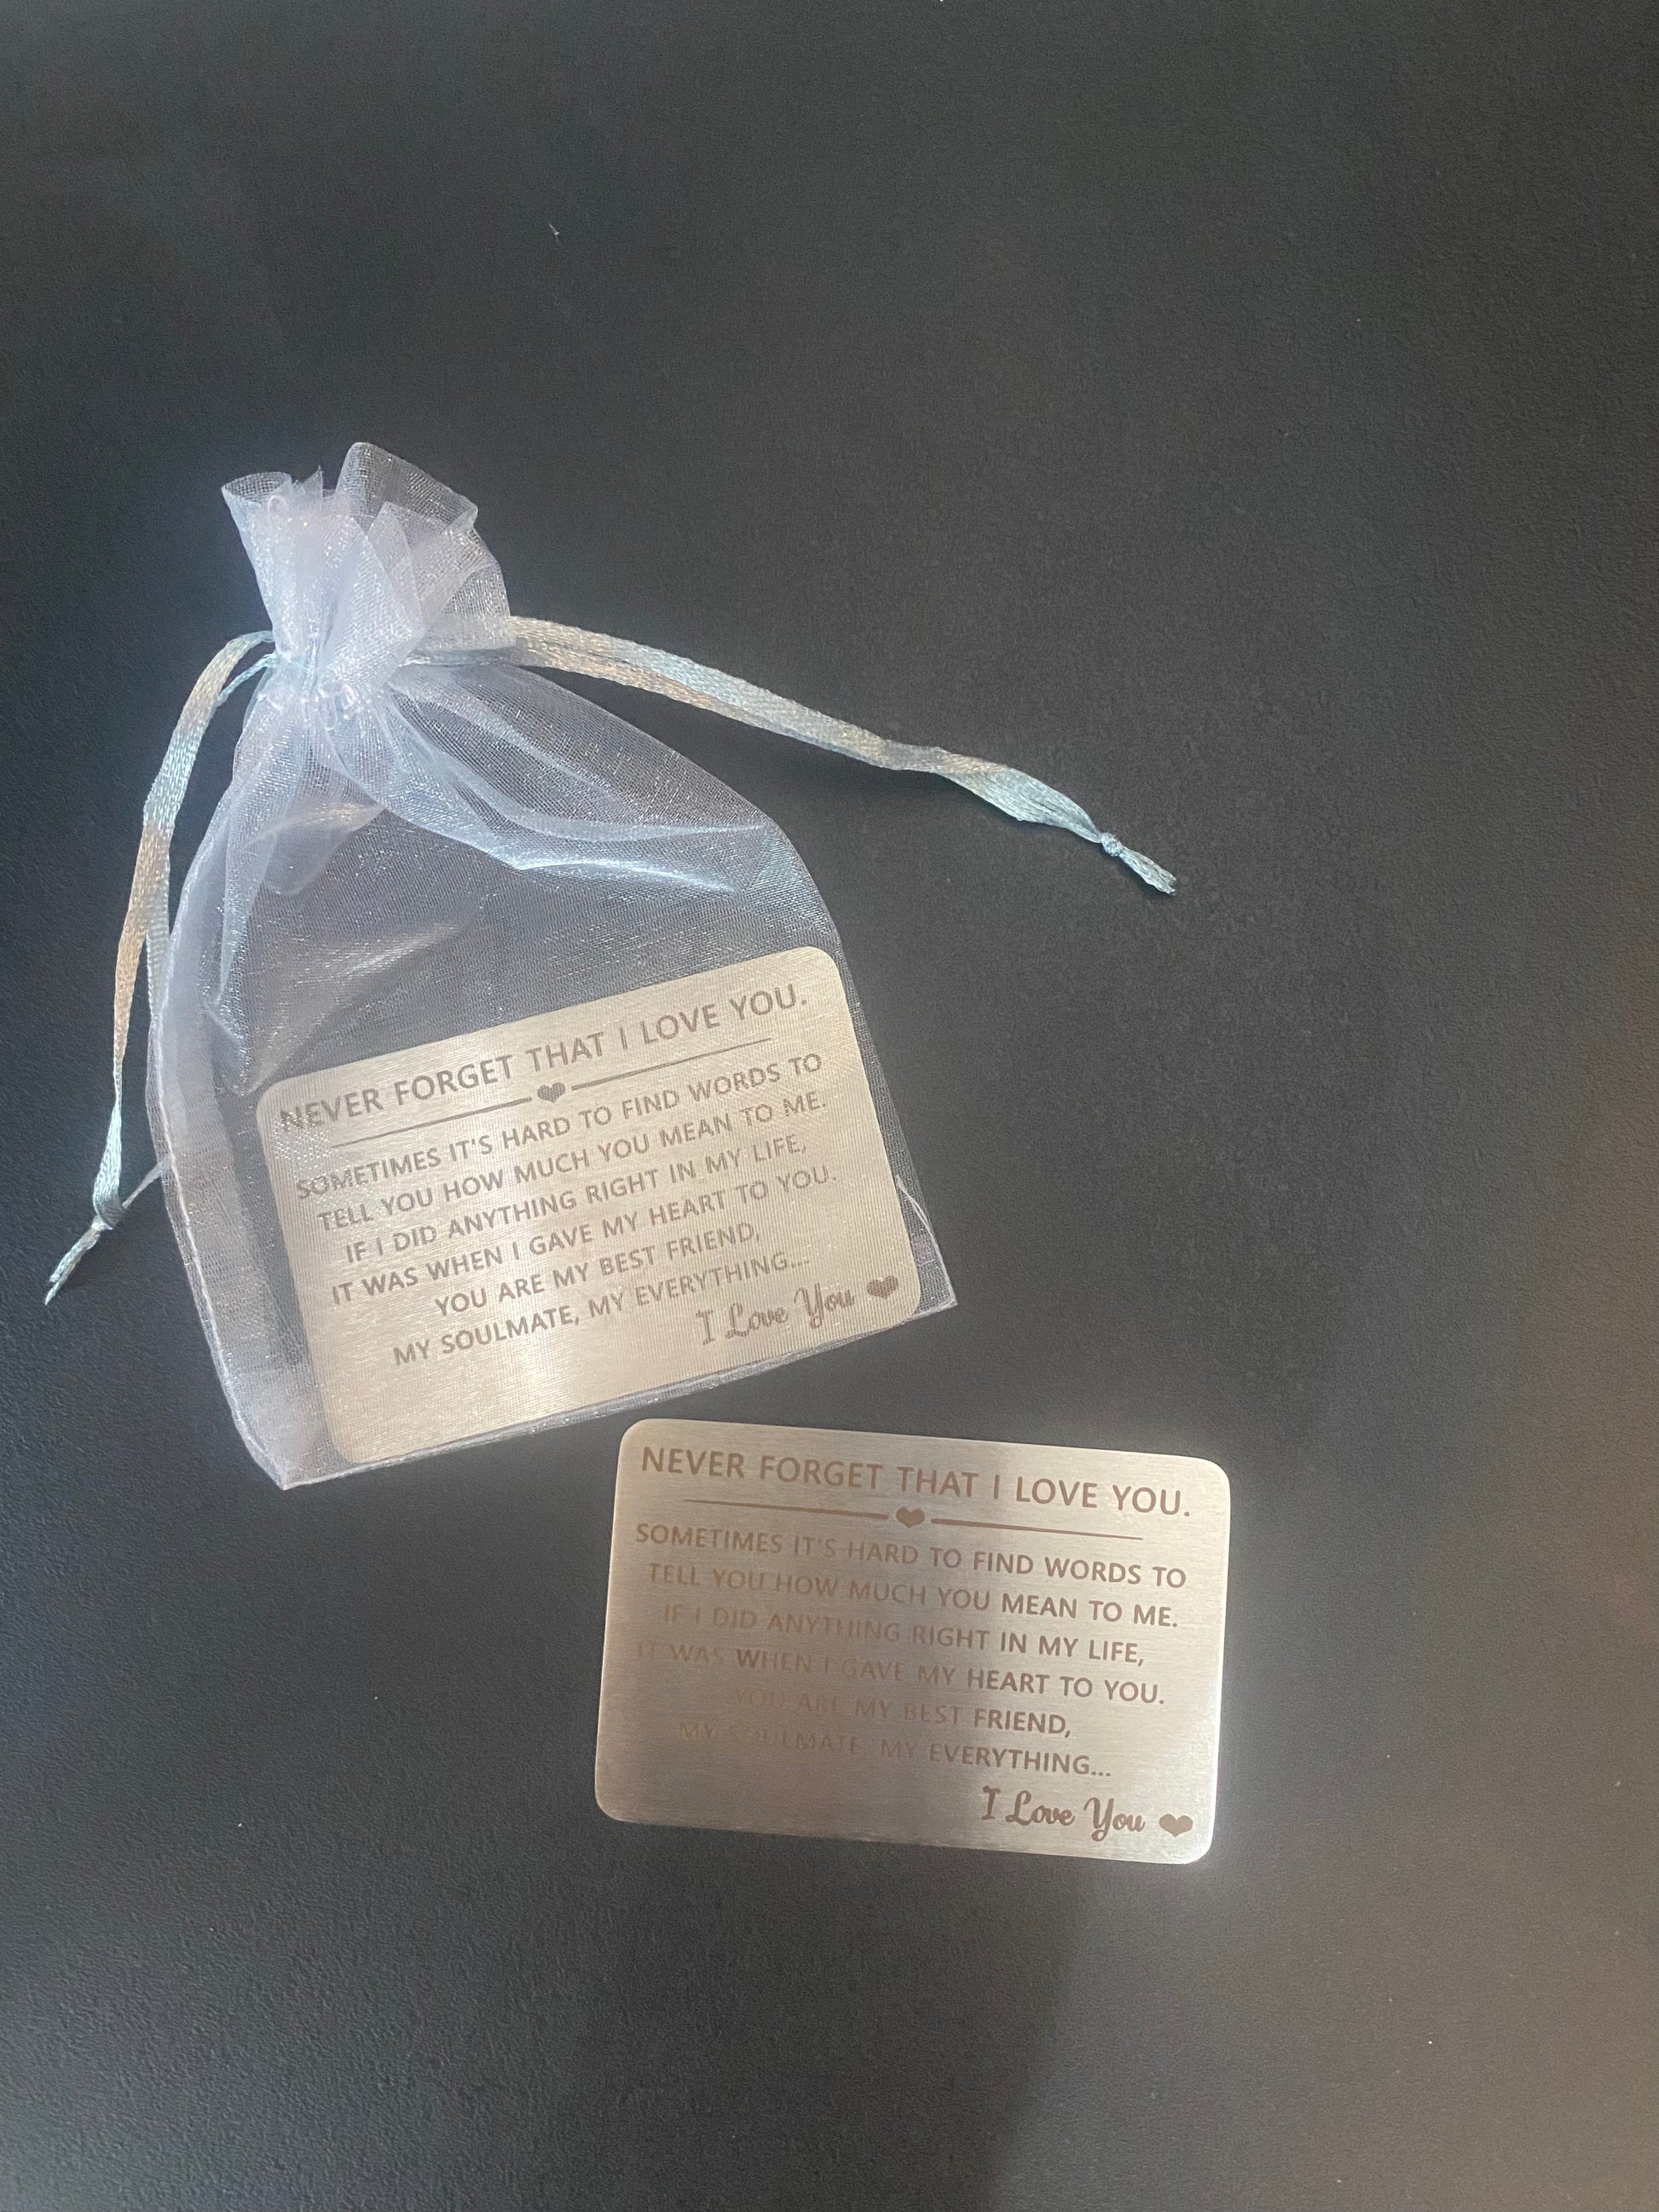 NEVER FORGET THAT I LOVE YOU.
SOMETIMES IT'S HARD TO FIND WORDS TO
TELL YOU HOW MUCH YOU MEAN TO ME.
IF I DID ANYTHING RIGHT IN MY LIFE,
IT WAS WHEN I GAVE MY HEART TO YOU.
YOU ARE MY BEST FRIEND,
MY SOULMATE, MY EVERYTHING...
I Love You
NEVER FORGET THAT I LOVE YOU.
SOMETIMES IT'S HARD TO FIND WORDS TO
TELL YOU HOW MUCH YOU MEAN TO ME.
IF I DID ANYTHING RIGHT IN MY LIFE,
IT WAS WHEN I GAVE MY HEART TO YOU.
YOU ARE MY BEST FRIEND,
MY SOULMATE, MY EVERYTHING...
I Love You